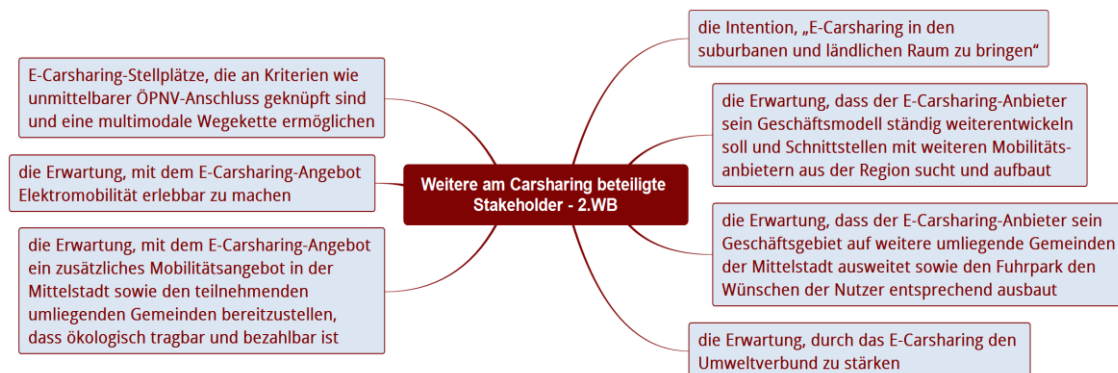 Weitere am Carsharing beteiligte
Stakeholder - 2.WB
E-Carsharing-Stellplätze, die an Kriterien wie
unmittelbarer ÖPNV-Anschluss geknüpft sind
und eine multimodale Wegekette ermöglichen
die Erwartung, mit dem E-Carsharing-Angebot
Elektromobilität erlebbar zu machen
die Erwartung, mit dem E-Carsharing-Angebot
ein zusätzliches Mobilitätsangebot in der
Mittelstadt sowie den teilnehmenden
umliegenden Gemeinden bereitzustellen,
dass ökologisch tragbar und bezahlbar ist
die Intention, „E-Carsharing in den
suburbanen und ländlichen Raum zu bringen“
die Erwartung, dass der E-Carsharing-Anbieter
sein Geschäftsmodell ständig weiterentwickeln
soll und Schnittstellen mit weiteren Mobilitäts-
anbietern aus der Region sucht und aufbaut
die Erwartung, dass der E-Carsharing-Anbieter sein
Geschäftsgebiet auf weitere umliegende Gemeinden
der Mittelstadt ausweitet sowie den Fuhrpark den
Wünschen der Nutzer entsprechend ausbaut
die Erwartung, durch das E-Carsharing den
Umweltverbund zu stärken